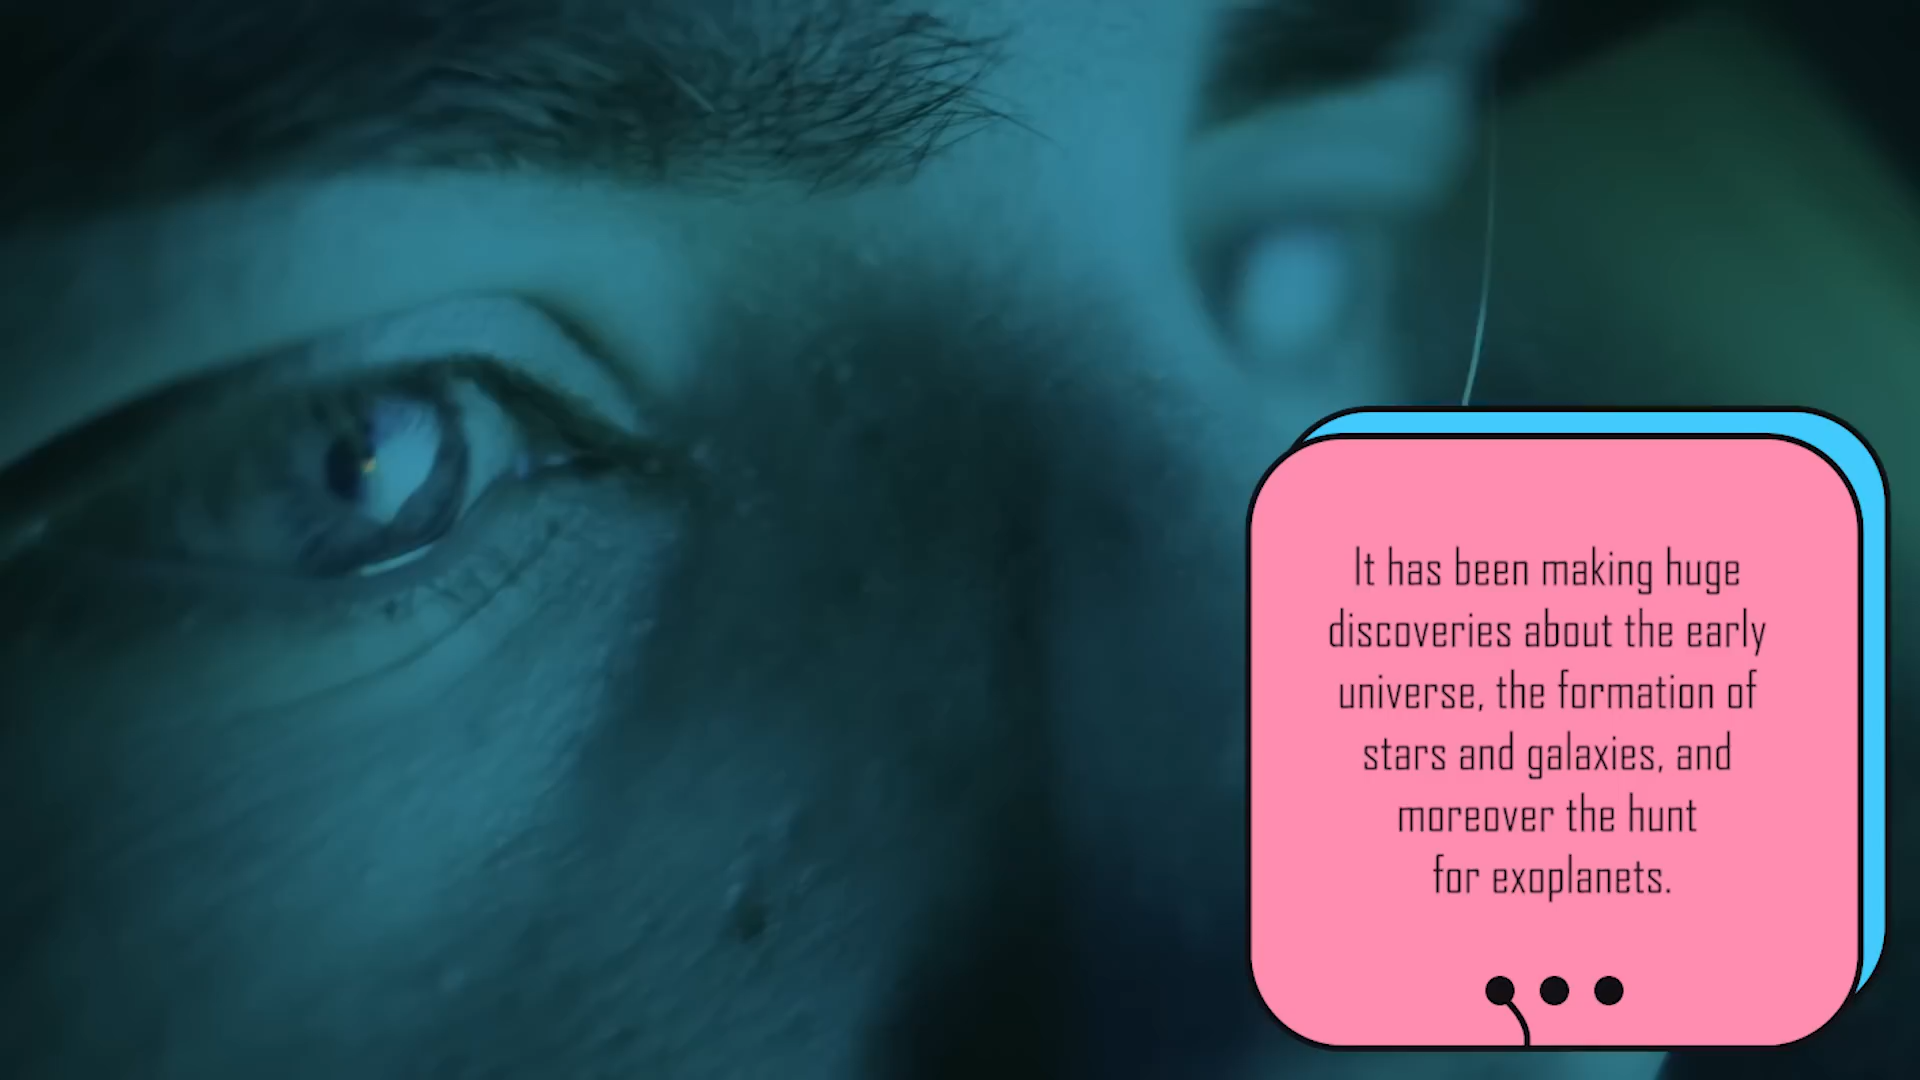 It has been making huge
discoveries about the early
universe, the formation of
stars and galaxies, and
moreover the hunt
for exoplanets.